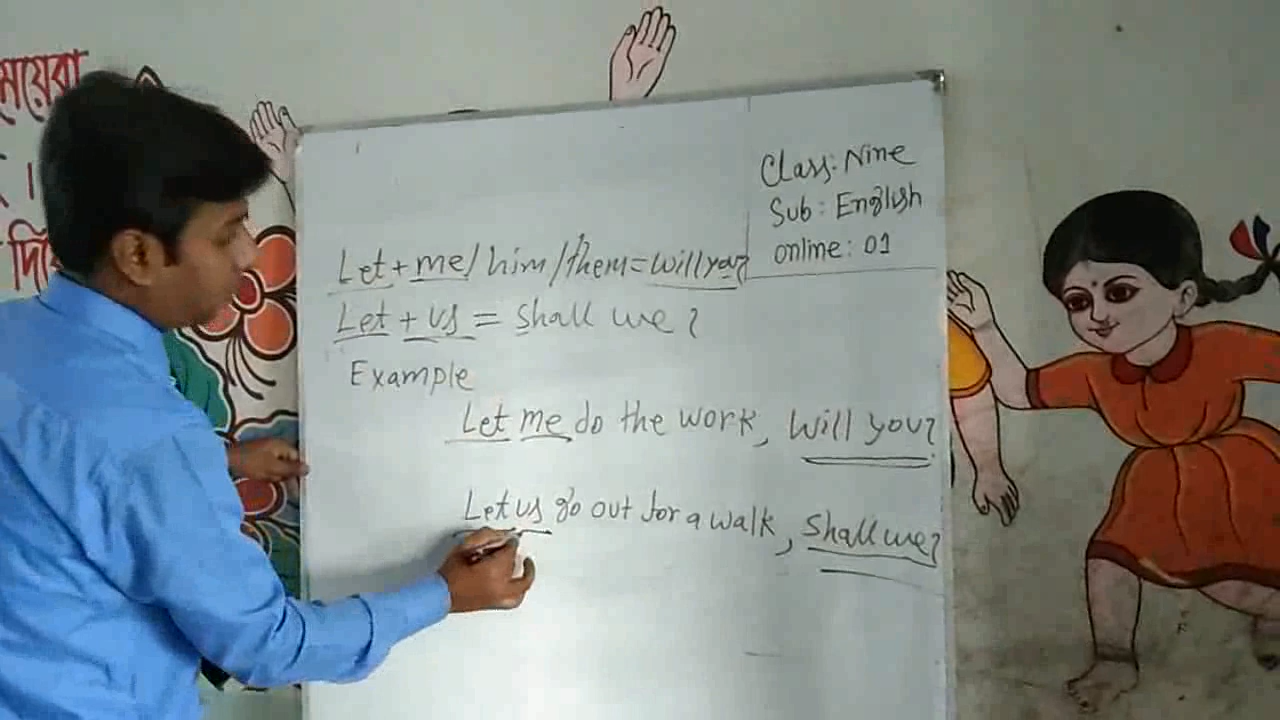 মেয়েরা
।
দি
Class: Nine
Sub: English
online: 01
Let + me / him / them = will you?
Let + us = Shall we?
Example
Let me do the work, Will you?
Let us go out for a walk, Shall we?